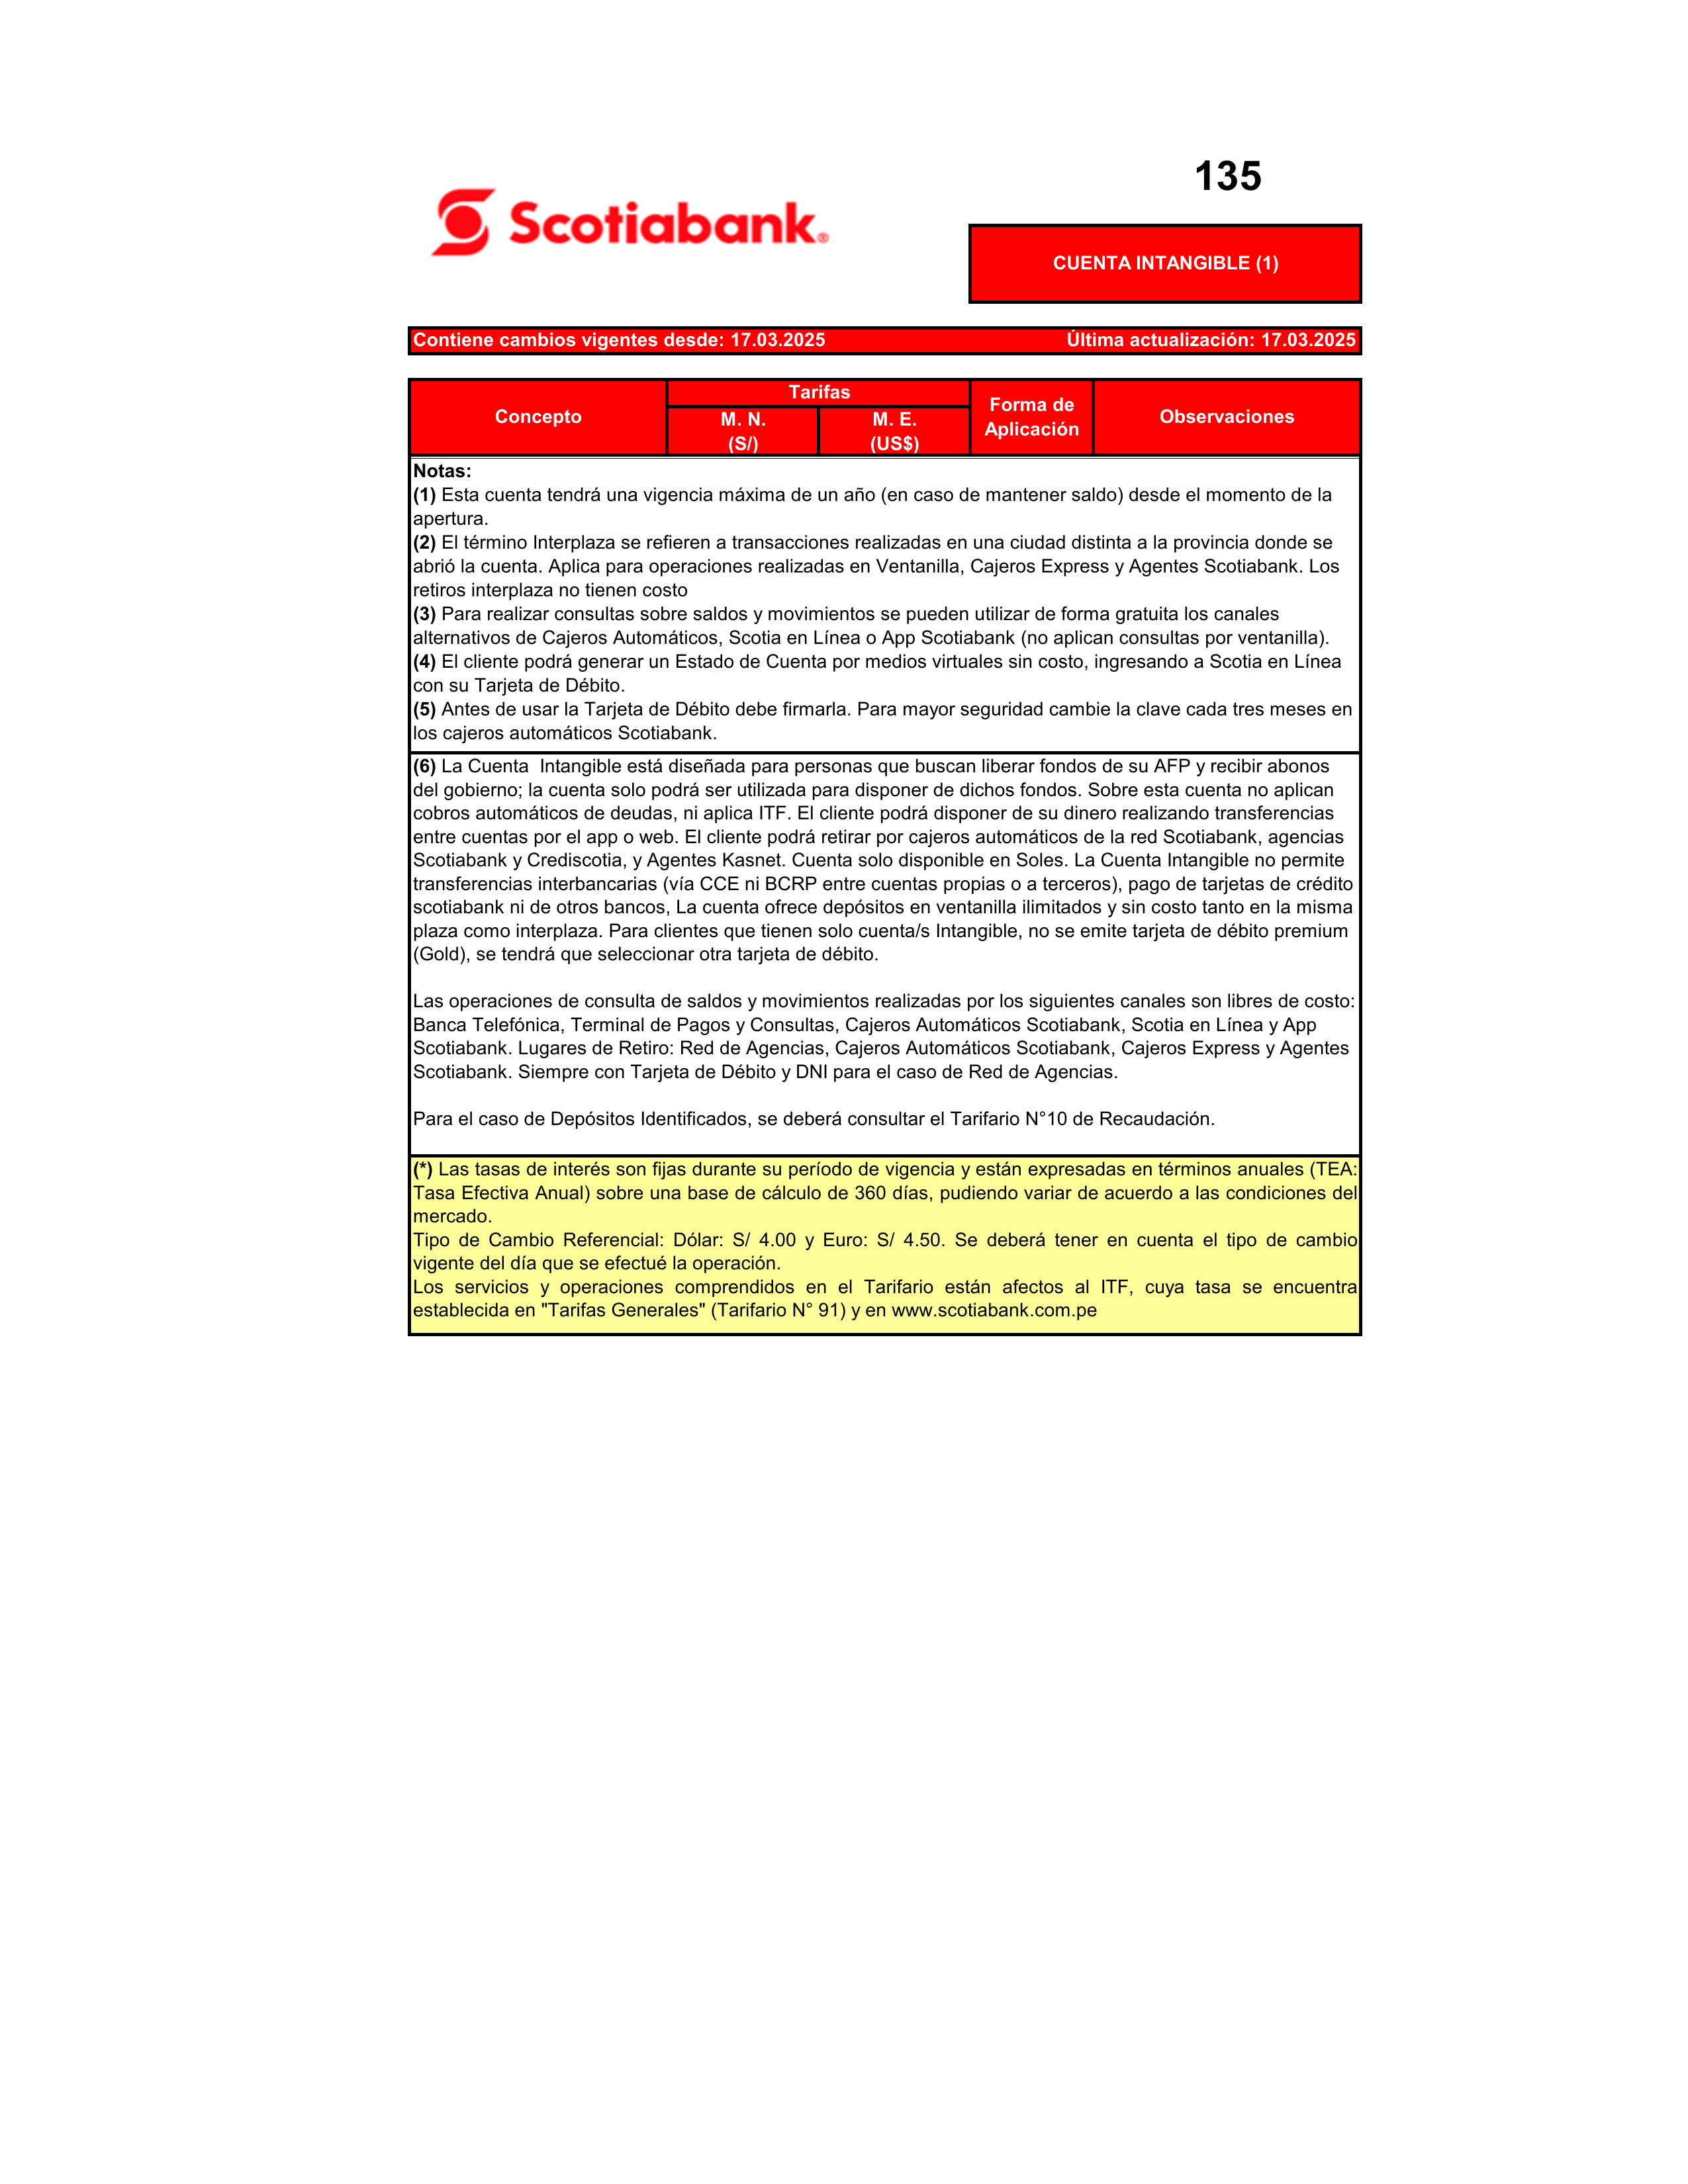 135
Scotiabank®
CUENTA INTANGIBLE (1)
Contiene cambios vigentes desde: 17.03.2025 Última actualización: 17.03.2025
Concepto
Tarifas
M. N.
(S/)
M. E.
(US$)
Forma de
Aplicación
Observaciones
Notas:
(1) Esta cuenta tendrá una vigencia máxima de un año (en caso de mantener saldo) desde el momento de la
apertura.
(2) El término Interplaza se refieren a transacciones realizadas en una ciudad distinta a la provincia donde se
abrió la cuenta. Aplica para operaciones realizadas en Ventanilla, Cajeros Express y Agentes Scotiabank. Los
retiros interplaza no tienen costo
(3) Para realizar consultas sobre saldos y movimientos se pueden utilizar de forma gratuita los canales
alternativos de Cajeros Automáticos, Scotia en Línea o App Scotiabank (no aplican consultas por ventanilla).
(4) El cliente podrá generar un Estado de Cuenta por medios virtuales sin costo, ingresando a Scotia en Línea
con su Tarjeta de Débito.
(5) Antes de usar la Tarjeta de Débito debe firmarla. Para mayor seguridad cambie la clave cada tres meses en
los cajeros automáticos Scotiabank.
(6) La Cuenta  Intangible está diseñada para personas que buscan liberar fondos de su AFP y recibir abonos
del gobierno; la cuenta solo podrá ser utilizada para disponer de dichos fondos. Sobre esta cuenta no aplican
cobros automáticos de deudas, ni aplica ITF. El cliente podrá disponer de su dinero realizando transferencias
entre cuentas por el app o web. El cliente podrá retirar por cajeros automáticos de la red Scotiabank, agencias
Scotiabank y Crediscotia, y Agentes Kasnet. Cuenta solo disponible en Soles. La Cuenta Intangible no permite
transferencias interbancarias (vía CCE ni BCRP entre cuentas propias o a terceros), pago de tarjetas de crédito
scotiabank ni de otros bancos, La cuenta ofrece depósitos en ventanilla ilimitados y sin costo tanto en la misma
plaza como interplaza. Para clientes que tienen solo cuenta/s Intangible, no se emite tarjeta de débito premium
(Gold), se tendrá que seleccionar otra tarjeta de débito.
Las operaciones de consulta de saldos y movimientos realizadas por los siguientes canales son libres de costo:
Banca Telefónica, Terminal de Pagos y Consultas, Cajeros Automáticos Scotiabank, Scotia en Línea y App
Scotiabank. Lugares de Retiro: Red de Agencias, Cajeros Automáticos Scotiabank, Cajeros Express y Agentes
Scotiabank. Siempre con Tarjeta de Débito y DNI para el caso de Red de Agencias.
Para el caso de Depósitos Identificados, se deberá consultar el Tarifario N°10 de Recaudación.
(*) Las tasas de interés son fijas durante su período de vigencia y están expresadas en términos anuales (TEA:
Tasa Efectiva Anual) sobre una base de cálculo de 360 días, pudiendo variar de acuerdo a las condiciones del
mercado.
Tipo de Cambio Referencial: Dólar: S/ 4.00 y Euro: S/ 4.50. Se deberá tener en cuenta el tipo de cambio
vigente del día que se efectué la operación.
Los servicios y operaciones comprendidos en el Tarifario están afectos al ITF, cuya tasa se encuentra
establecida en "Tarifas Generales" (Tarifario N° 91) y en www.scotiabank.com.pe